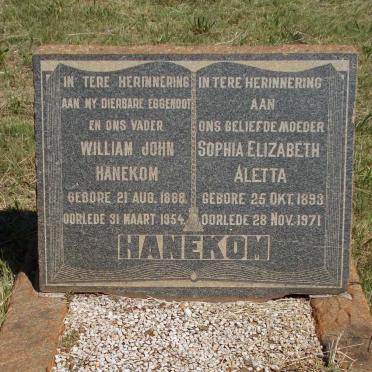 IN TERE HERINNERING
AAN MY DIERBARE EGGENOOT
EN ONS VADER
WILLIAM JOHN
HANEKOM
GEBORE 21 AUG. 1888
OORLEDE 31 MAART 1954
IN TERE HERINNERING
AAN
ONS GELIEFDE MOEDER
SOPHIA ELIZABETH
ALETTA
GEBORE 25 OKT. 1893
OORLEDE 28 NOV. 1971
HANEKOM